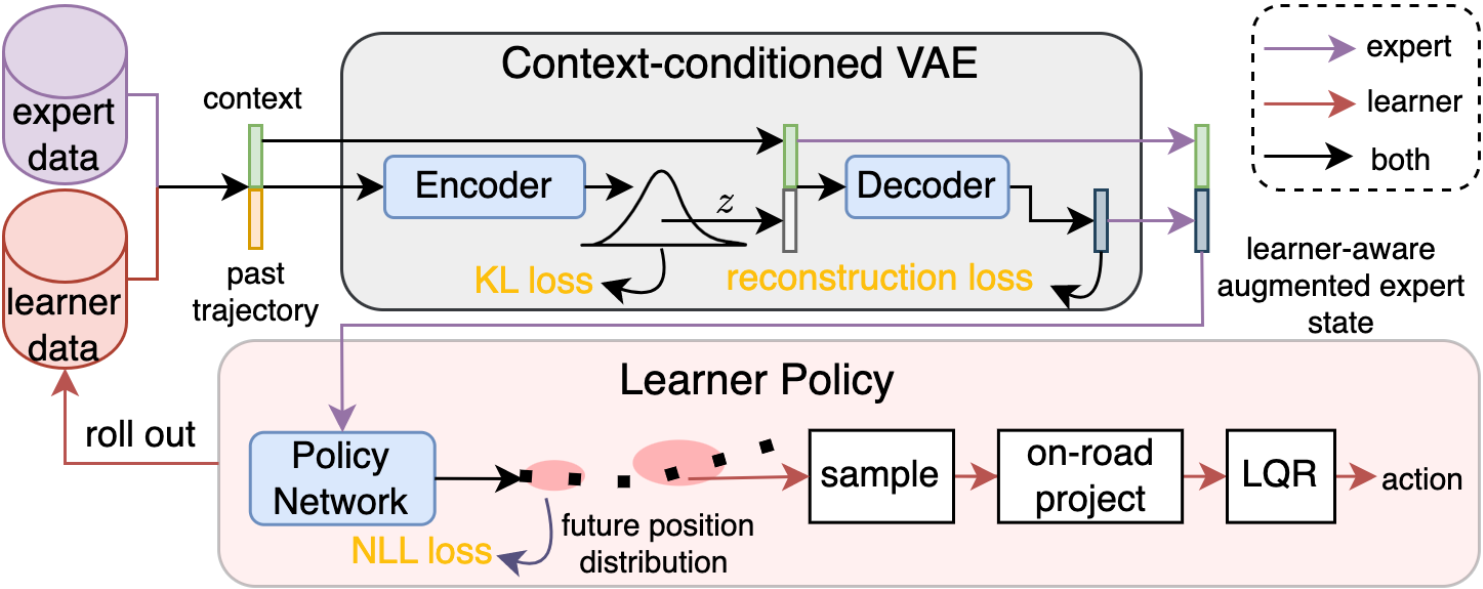 expert
data
learner
data
context
past
trajectory
Context-conditioned VAE
Encoder
z
Decoder
KL loss
reconstruction loss
expert
learner
both
learner-aware
augmented expert
state
roll out
Learner Policy
Policy
Network
NLL loss
future position
distribution
sample
on-road
project
LQR
action